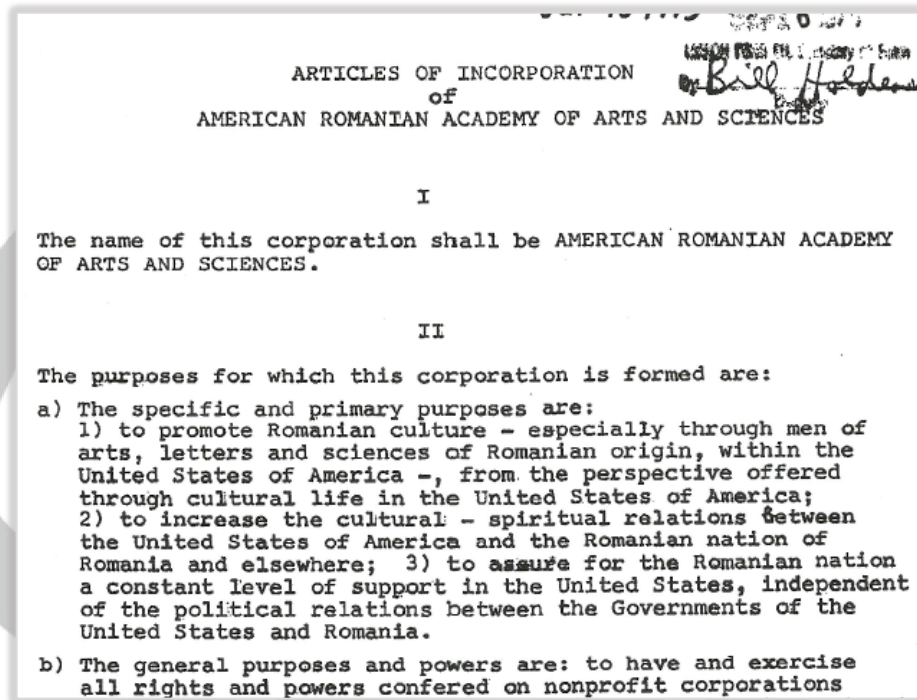 6
By Bill Holden
Deputy
ARTICLES OF INCORPORATION
of
AMERICAN ROMANIAN ACADEMY OF ARTS AND SCIENCES
I
The name of this corporation shall be AMERICAN ROMANIAN ACADEMY
OF ARTS AND SCIENCES.
II
The purposes for which this corporation is formed are:
a) The specific and primary purposes are:
1) to promote Romanian culture - especially through men of
arts, letters and sciences of Romanian origin, within the
United States of America -, from the perspective offered
through cultural life in the United States of America;
2) to increase the cultural - spiritual relations between
the United States of America and the Romanian nation of
Romania and elsewhere; 3) to assure for the Romanian nation
a constant level of support in the United States, independent
of the political relations between the Governments of the
United States and Romania.
b) The general purposes and powers are: to have and exercise
all rights and powers confered on nonprofit corporations